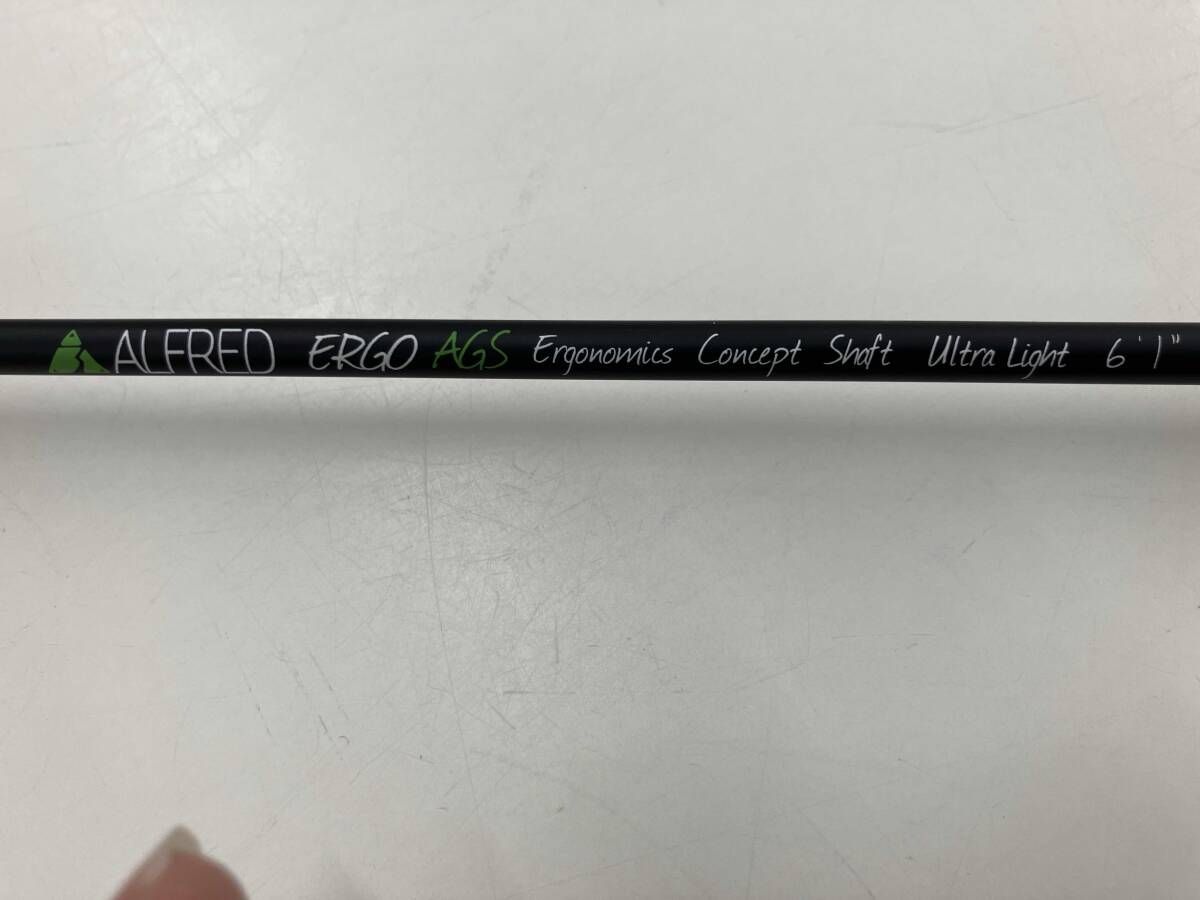 ALFRED ERGO AGS Ergonomics Concept Shaft Ultra Light 6'1"